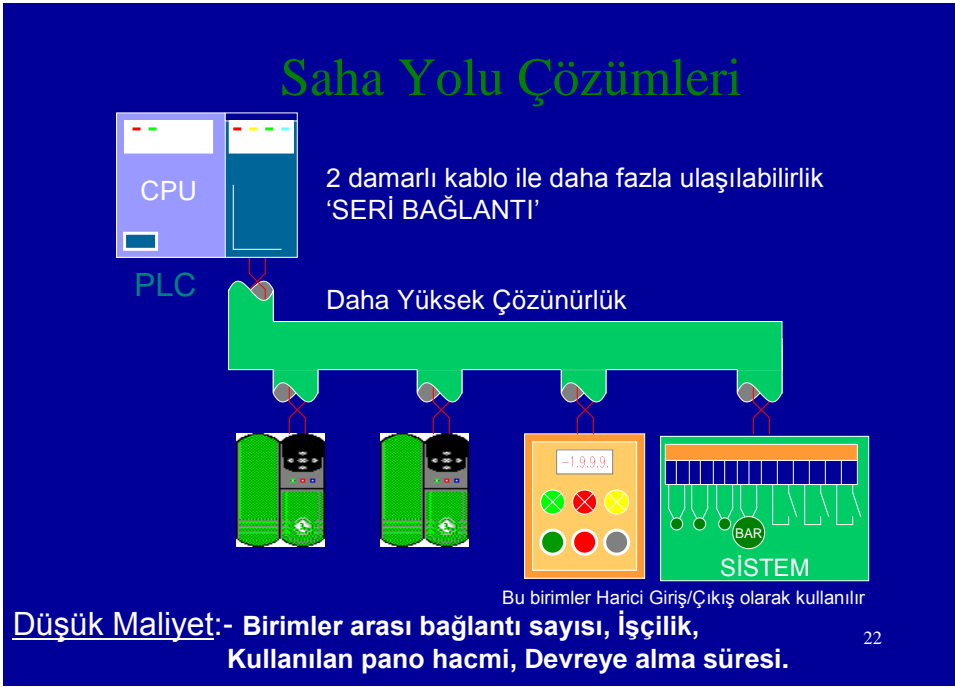 Saha Yolu Çözümleri
CPU
2 damarlı kablo ile daha fazla ulaşılabilirlik
‘SERİ BAĞLANTI’
PLC
Daha Yüksek Çözünürlük
-1.9.9.9.
BAR
SİSTEM
Bu birimler Harici Giriş/Çıkış olarak kullanılır
Düşük Maliyet:- Birimler arası bağlantı sayısı, İşçilik,
Kullanılan pano hacmi, Devreye alma süresi.
22